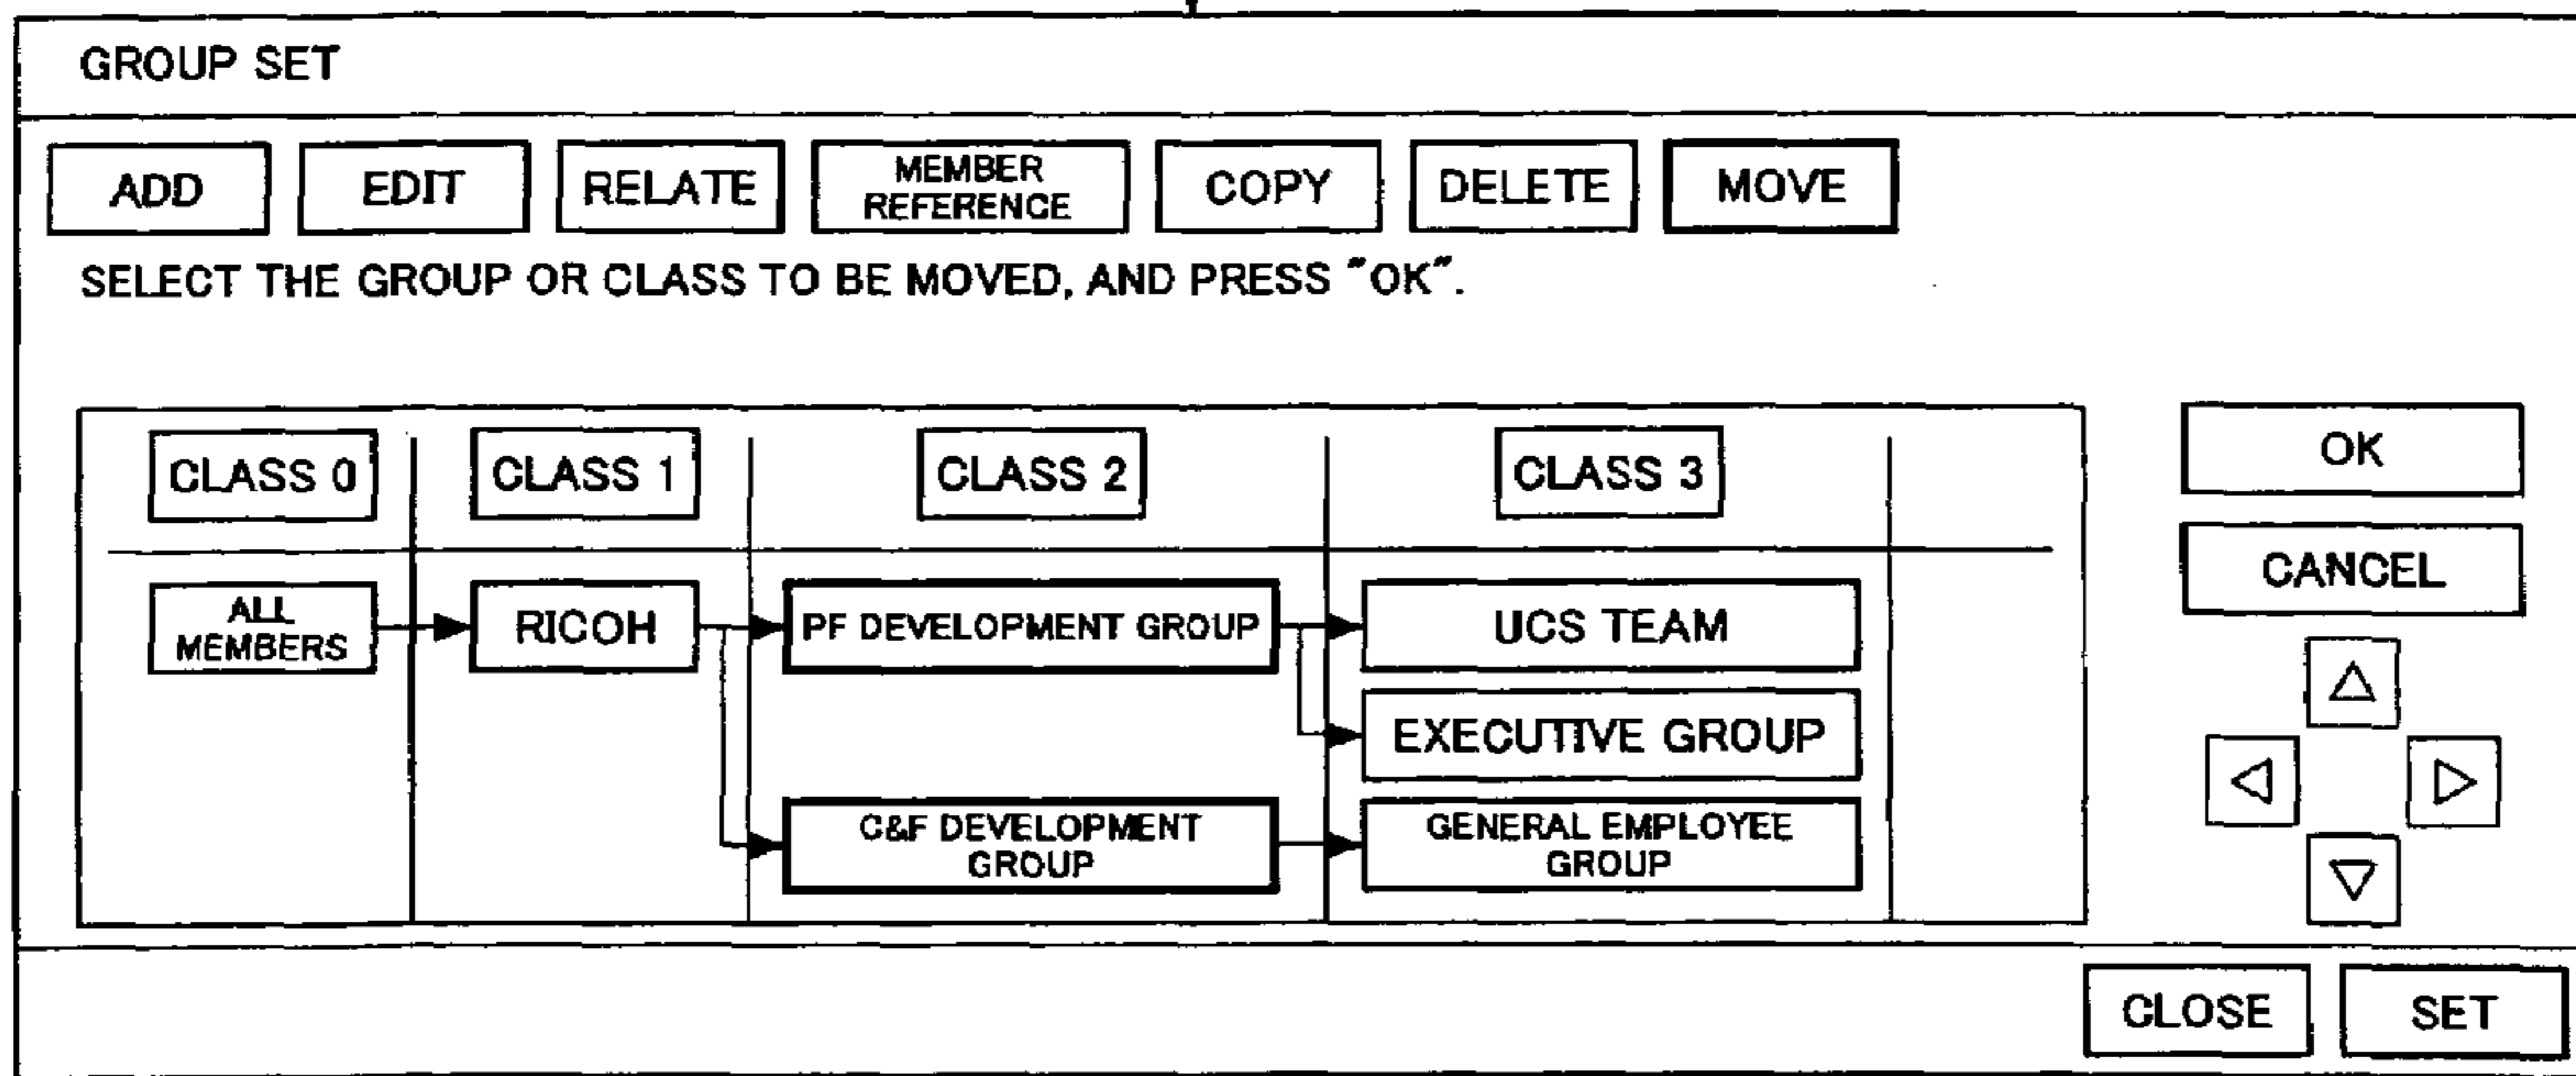 GROUP SET
ADD EDIT RELATE MEMBER REFERENCE COPY DELETE MOVE
SELECT THE GROUP OR CLASS TO BE MOVED, AND PRESS "OK".
CLASS 0 CLASS 1 CLASS 2 CLASS 3
OK
CANCEL
ALL
MEMBERS
RICOH
PF DEVELOPMENT GROUP
UCS TEAM
EXECUTIVE GROUP
C&F DEVELOPMENT
GROUP
GENERAL EMPLOYEE
GROUP
CLOSE SET